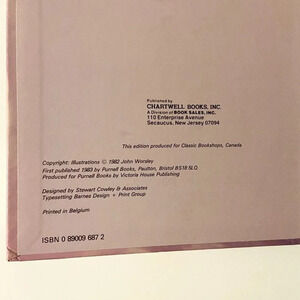 Published by
CHARTWELL BOOKS, INC.
A Division of BOOK SALES, INC.
110 Enterprise Avenue
Secaucus, New Jersey 07094
This edition produced for Classic Bookshops, Canada
Copyright: Illustrations © 1982 John Worsley
First published 1983 by Purnell Books, Paulton, Bristol BS18 5LQ
Produced for Purnell Books by Victoria House Publishing
Designed by Stewart Cowley & Associates
Typesetting Barnes Design + Print Group
Printed in Belgium
ISBN 0 89009 687 2